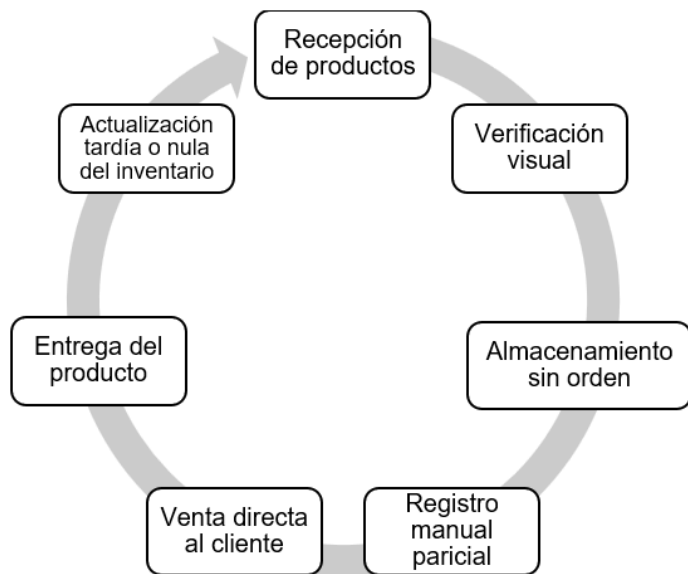 Recepción
de productos
Verificación
visual
Almacenamiento
sin orden
Registro
manual
paricial
Venta directa
al cliente
Entrega del
producto
Actualización
tardía o nula
del inventario